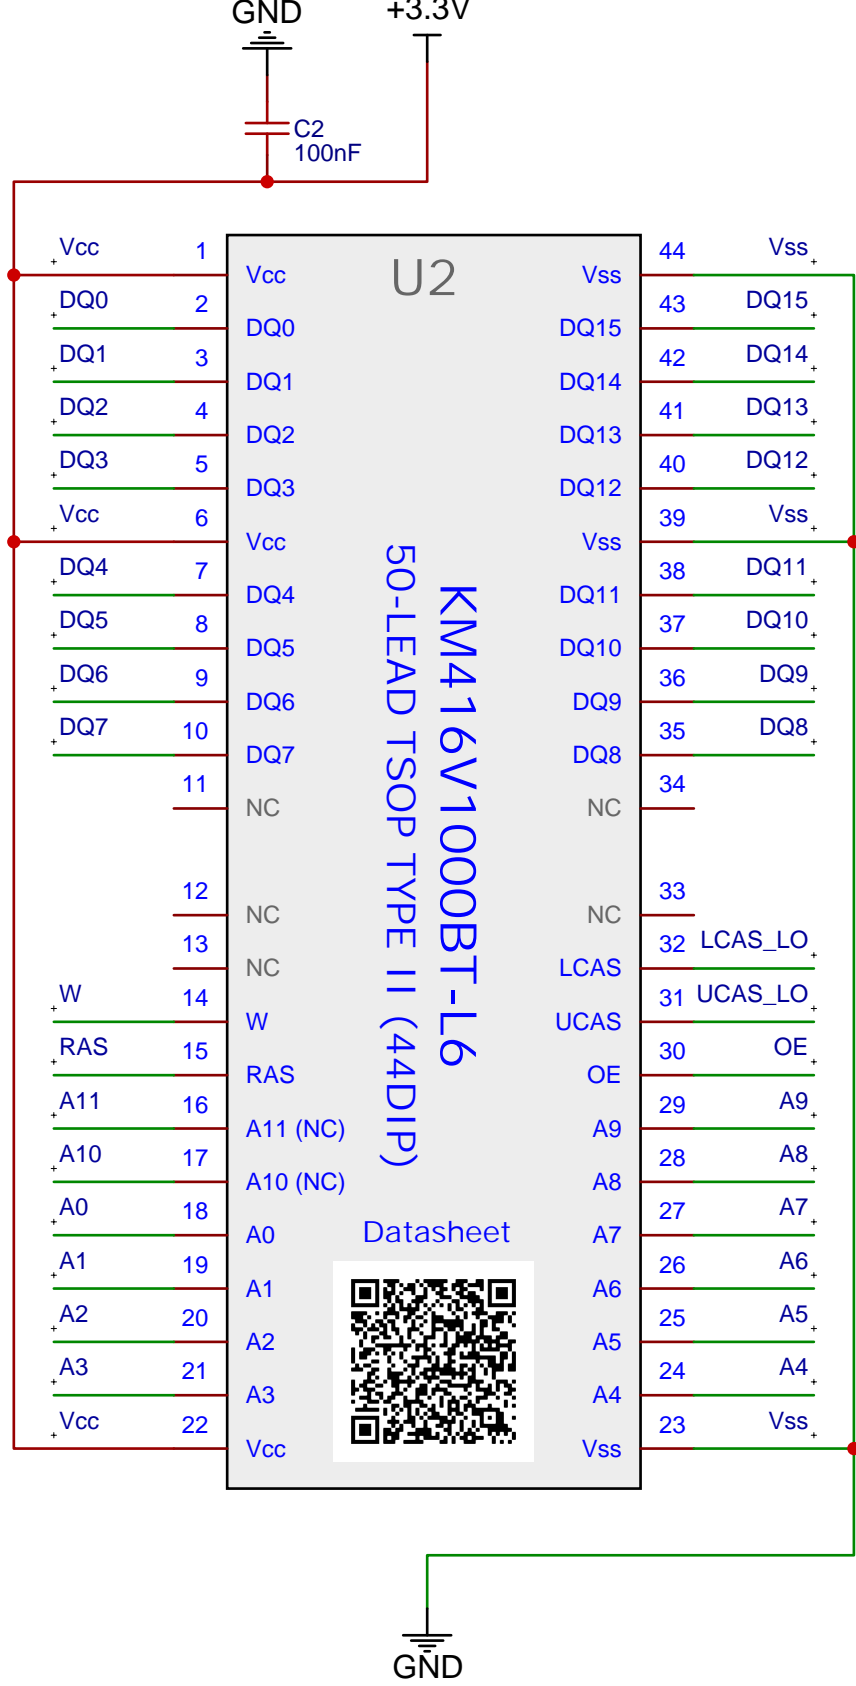 GND +3.3V
C2
100nF
U2
Vcc 1 Vcc Vss 44 Vss
DQ0 2 DQ0 DQ15 43 DQ15
DQ1 3 DQ1 DQ14 42 DQ14
DQ2 4 DQ2 DQ13 41 DQ13
DQ3 5 DQ3 DQ12 40 DQ12
Vcc 6 Vcc Vss 39 Vss
DQ4 7 DQ4 DQ11 38 DQ11
DQ5 8 DQ5 DQ10 37 DQ10
DQ6 9 DQ6 DQ9 36 DQ9
DQ7 10 DQ7 DQ8 35 DQ8
11 NC NC 34
12 NC NC 33
13 NC LCAS 32 LCAS_LO
W 14 W UCAS 31 UCAS_LO
RAS 15 RAS OE 30 OE
A11 16 A11 (NC) A9 29 A9
A10 17 A10 (NC) A8 28 A8
A0 18 A0 A7 27 A7
A1 19 A1 A6 26 A6
A2 20 A2 A5 25 A5
A3 21 A3 A4 24 A4
Vcc 22 Vcc Vss 23 Vss
KM416V1000BT-L6
50-LEAD TSOP TYPE II (44DIP)
Datasheet
GND